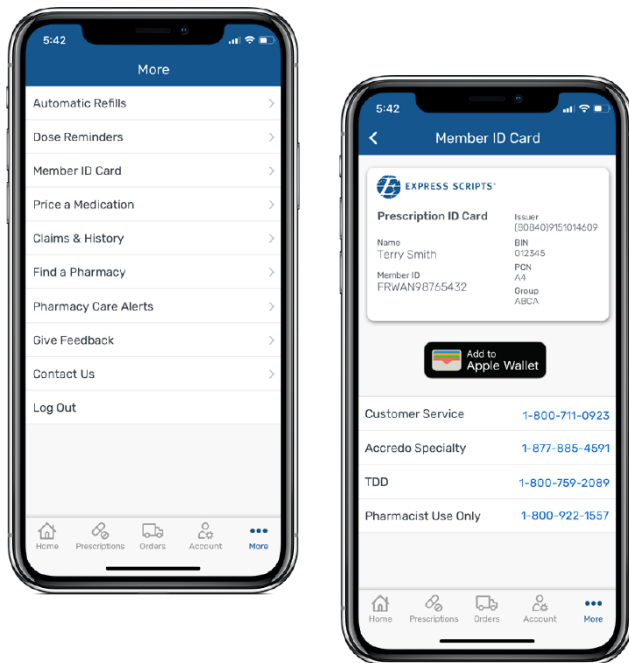 5:42
More
Automatic Refills
Dose Reminders
Member ID Card
Price a Medication
Claims & History
Find a Pharmacy
Pharmacy Care Alerts
Give Feedback
Contact Us
Log Out
Home Prescriptions Orders Account More
5:42
Member ID Card
EXPRESS SCRIPTS®
Prescription ID Card
Name
Terry Smith
Member ID
FRWAN98765432
Issuer
(80840)9151014609
BIN
012345
PCN
A4
Group
ABCA
Add to
Apple Wallet
Customer Service 1-800-711-0923
Accredo Specialty 1-877-885-4591
TDD 1-800-759-2089
Pharmacist Use Only 1-800-922-1557
Home Prescriptions Orders Account More